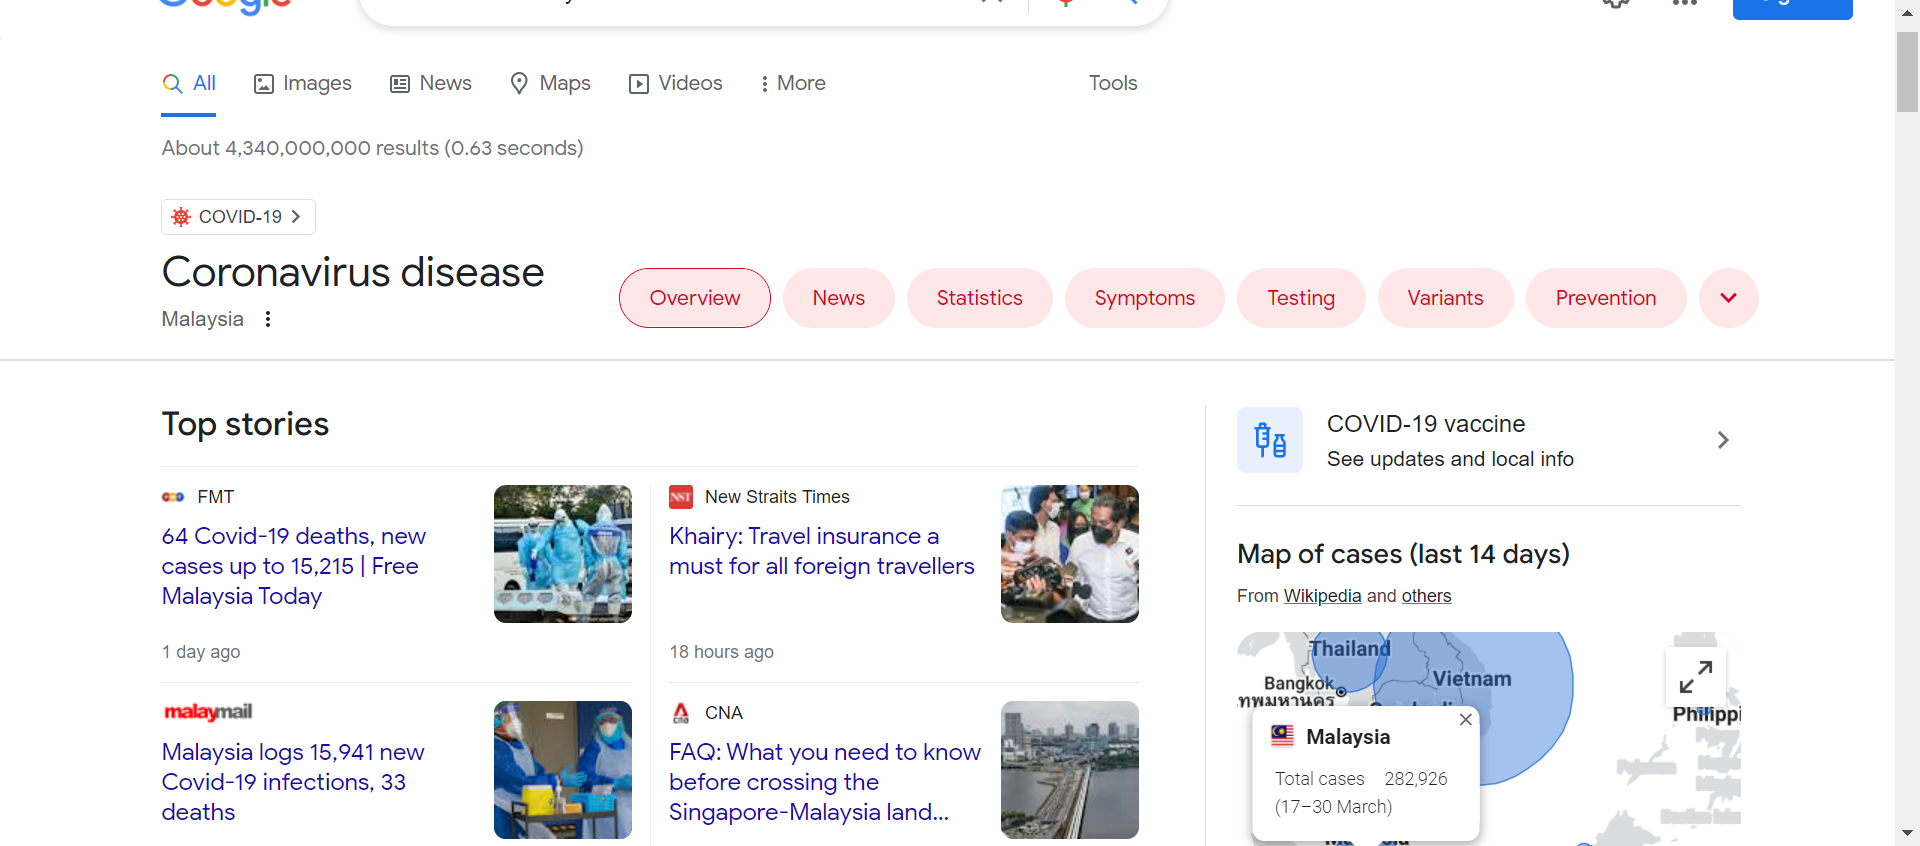 All
Images
News
Maps
Videos
More
Tools
About 4,340,000,000 results (0.63 seconds)
COVID-19
Coronavirus disease
Malaysia
Overview
News
Statistics
Symptoms
Testing
Variants
Prevention
Top stories
FMT
64 Covid-19 deaths, new
cases up to 15,215 | Free
Malaysia Today
1 day ago
NST New Straits Times
Khairy: Travel insurance a
must for all foreign travellers
18 hours ago
malaymail
Malaysia logs 15,941 new
Covid-19 infections, 33
deaths
cna CNA
FAQ: What you need to know
before crossing the
Singapore-Malaysia land...
COVID-19 vaccine
See updates and local info
Map of cases (last 14 days)
From Wikipedia and others
Thailand
Vietnam
Bangkok
Malaysia
Total cases 282,926
(17–30 March)